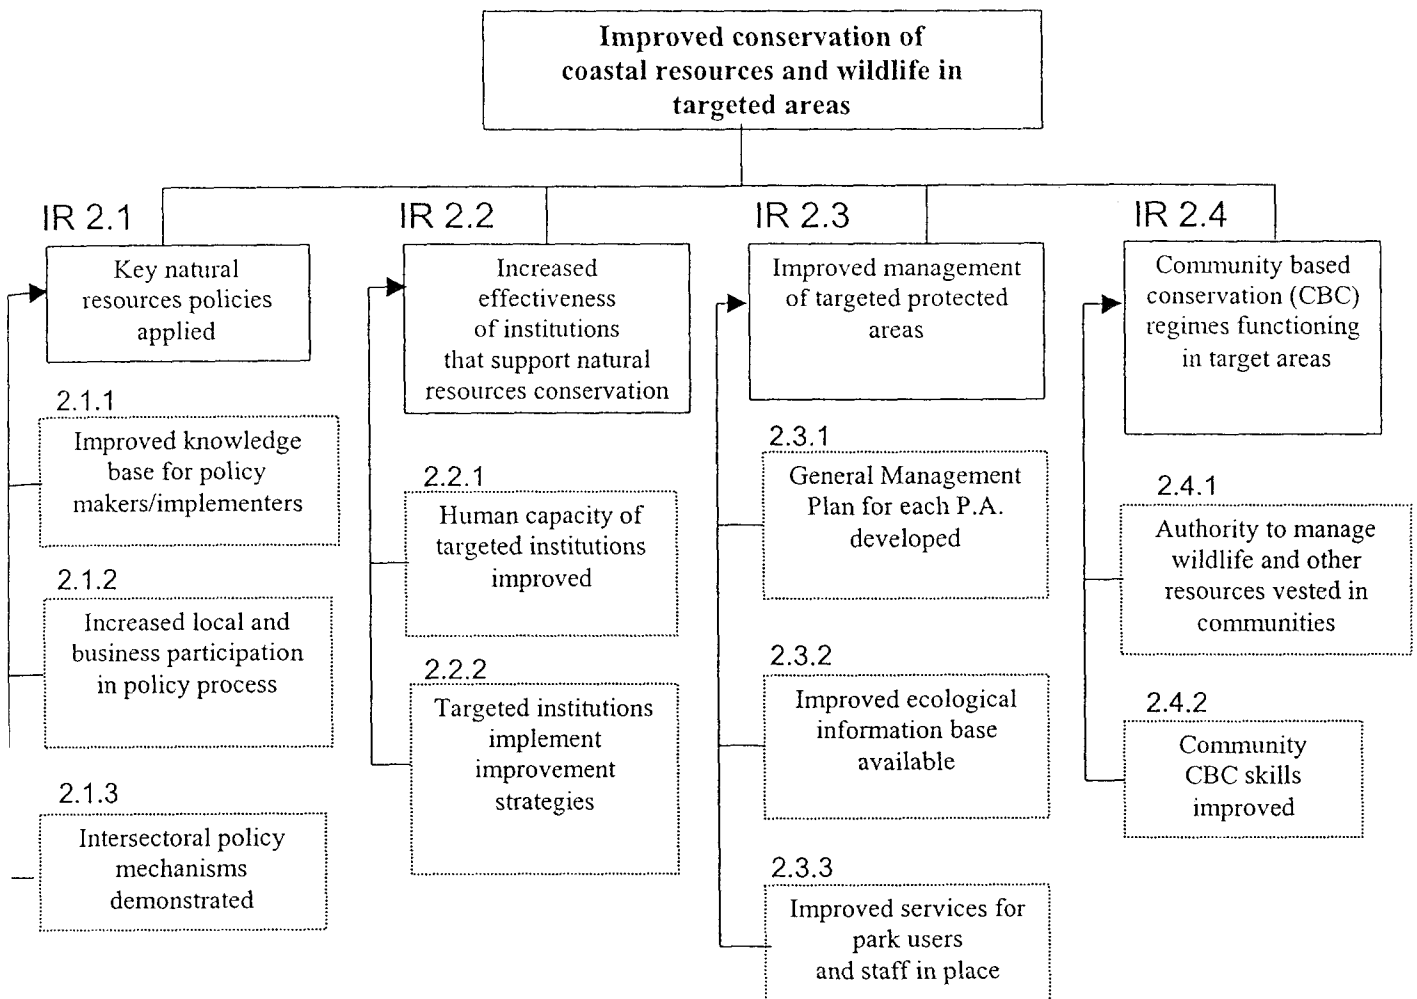 Improved conservation of
coastal resources and wildlife in
targeted areas
IR 2.1
Key natural
resources policies
applied
2.1.1
Improved knowledge
base for policy
makers/implementers
2.1.2
Increased local and
business participation
in policy process
2.1.3
Intersectoral policy
mechanisms
demonstrated
IR 2.2
Increased
effectiveness
of institutions
that support natural
resources conservation
2.2.1
Human capacity of
targeted institutions
improved
2.2.2
Targeted institutions
implement
improvement
strategies
IR 2.3
Improved management
of targeted protected
areas
2.3.1
General Management
Plan for each P.A.
developed
2.3.2
Improved ecological
information base
available
2.3.3
Improved services for
park users
and staff in place
IR 2.4
Community based
conservation (CBC)
regimes functioning
in target areas
2.4.1
Authority to manage
wildlife and other
resources vested in
communities
2.4.2
Community
CBC skills
improved